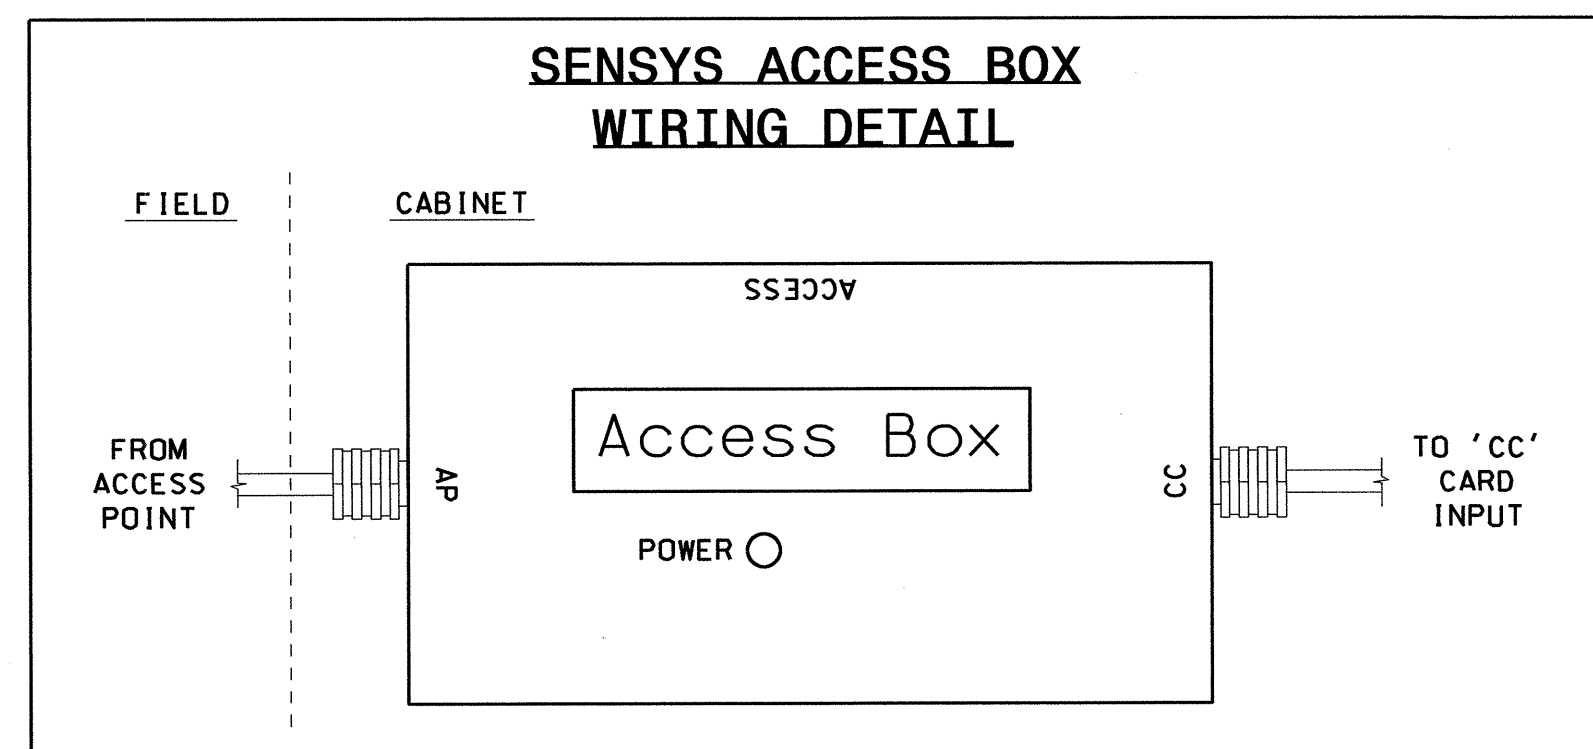 SENSYS ACCESS BOX
WIRING DETAIL
FIELD
CABINET
ACCESS
FROM
ACCESS
POINT
AP
Access Box
POWER
CC
TO 'CC'
CARD
INPUT